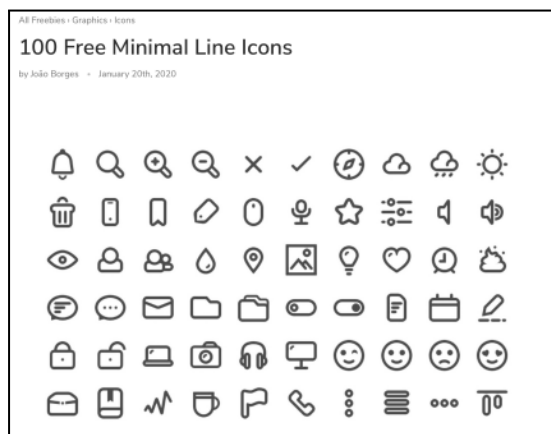 All Freebies › Graphics › Icons
100 Free Minimal Line Icons
by João Borges • January 20th, 2020